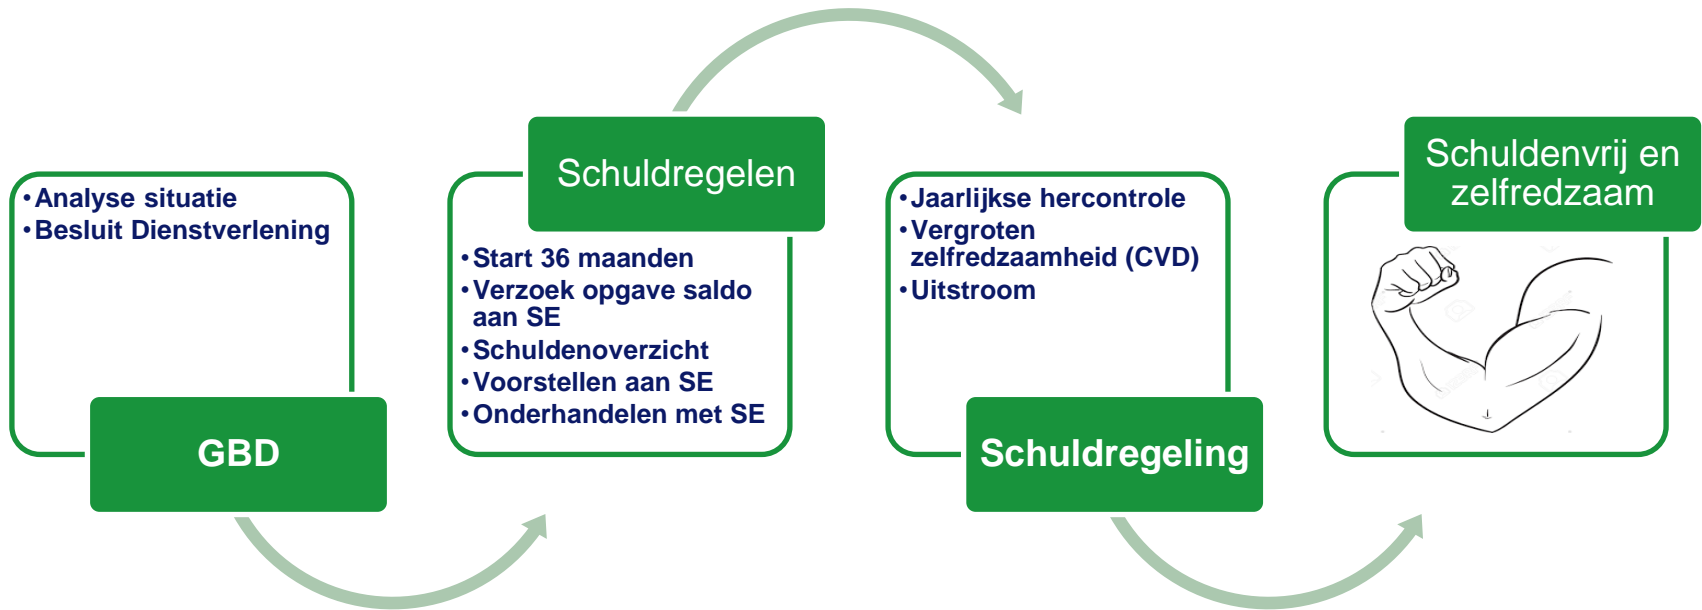 •Analyse situatie
•Besluit Dienstverlening
GBD
Schuldregelen
•Start 36 maanden
•Verzoek opgave saldo
aan SE
•Schuldenoverzicht
•Voorstellen aan SE
•Onderhandelen met SE
•Jaarlijkse hercontrole
•Vergroten
zelfredzaamheid (CVD)
•Uitstroom
Schuldregeling
Schuldenvrij en
zelfredzaam